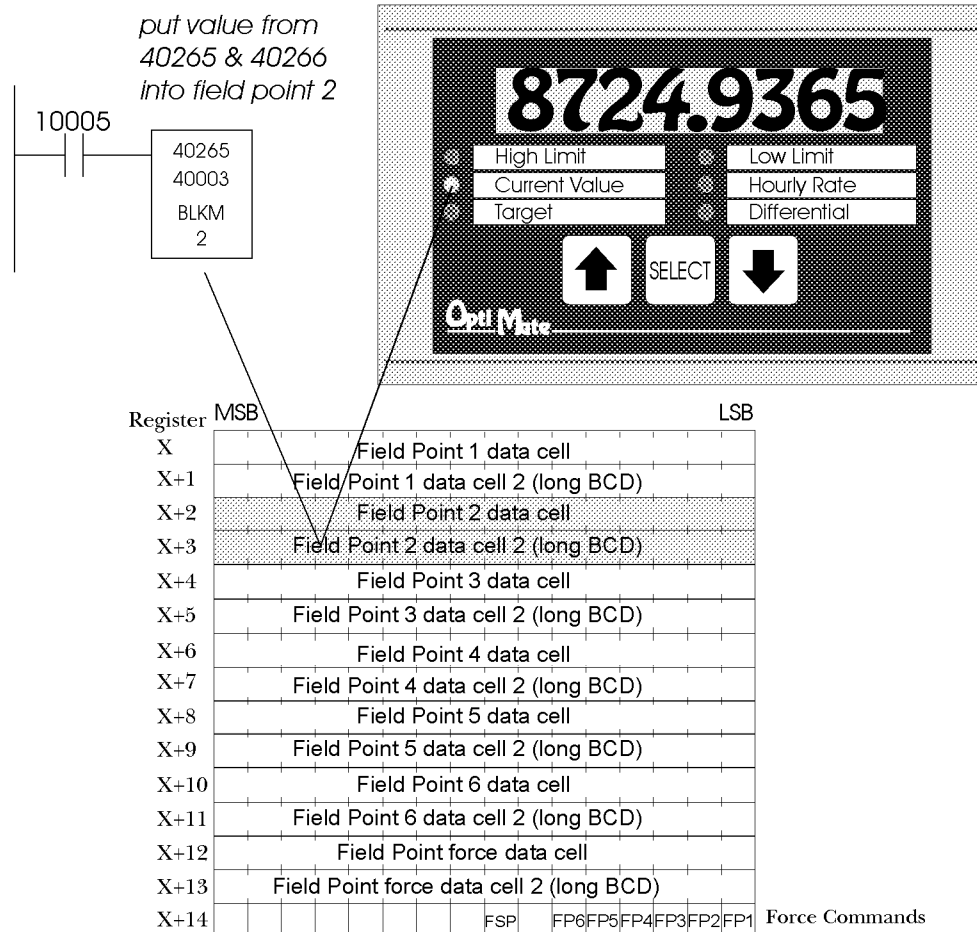 put value from
40265 & 40266
into field point 2
10005
40265
40003
BLKM
2
8724.9365
High Limit
Low Limit
Current Value
Hourly Rate
Target
Differential
SELECT
Opti Mate
Register MSB LSB
X Field Point 1 data cell
X+1 Field Point 1 data cell 2 (long BCD)
X+2 Field Point 2 data cell
X+3 Field Point 2 data cell 2 (long BCD)
X+4 Field Point 3 data cell
X+5 Field Point 3 data cell 2 (long BCD)
X+6 Field Point 4 data cell
X+7 Field Point 4 data cell 2 (long BCD)
X+8 Field Point 5 data cell
X+9 Field Point 5 data cell 2 (long BCD)
X+10 Field Point 6 data cell
X+11 Field Point 6 data cell 2 (long BCD)
X+12 Field Point force data cell
X+13 Field Point force data cell 2 (long BCD)
X+14 FSP FP6 FP5 FP4 FP3 FP2 FP1 Force Commands